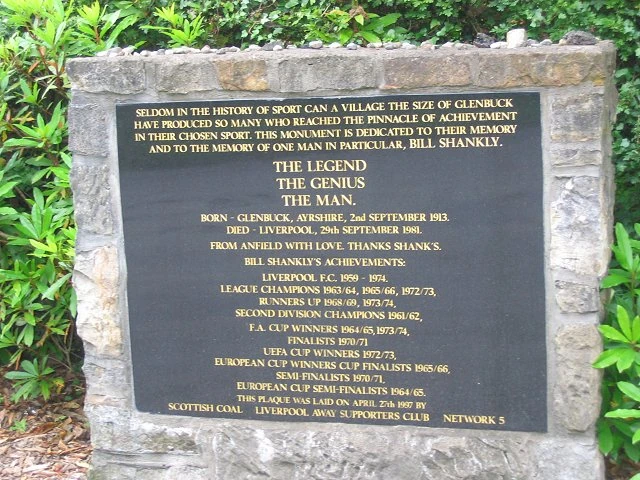 SELDOM IN THE HISTORY OF SPORT CAN A VILLAGE THE SIZE OF GLENBUCK
HAVE PRODUCED SO MANY WHO REACHED THE PINNACLE OF ACHIEVEMENT
IN THEIR CHOSEN SPORT. THIS MONUMENT IS DEDICATED TO THEIR MEMORY
AND TO THE MEMORY OF ONE MAN IN PARTICULAR, BILL SHANKLY.
THE LEGEND
THE GENIUS
THE MAN.
BORN - GLENBUCK, AYRSHIRE, 2nd SEPTEMBER 1913.
DIED - LIVERPOOL, 29th SEPTEMBER 1981.
FROM ANFIELD WITH LOVE. THANKS SHANK'S.
BILL SHANKLY'S ACHIEVEMENTS:
LIVERPOOL F.C. 1959 - 1974.
LEAGUE CHAMPIONS 1963/64, 1965/66, 1972/73,
RUNNERS UP 1968/69, 1973/74,
SECOND DIVISION CHAMPIONS 1961/62,
F.A. CUP WINNERS 1964/65,1973/74,
FINALISTS 1970/71
UEFA CUP WINNERS 1972/73,
EUROPEAN CUP WINNERS CUP FINALISTS 1965/66,
SEMI-FINALISTS 1970/71.
EUROPEAN CUP SEMI-FINALISTS 1964/65.
THIS PLAQUE WAS LAID ON APRIL 27th 1997 BY
SCOTTISH COAL LIVERPOOL AWAY SUPPORTERS CLUB NETWORK 5